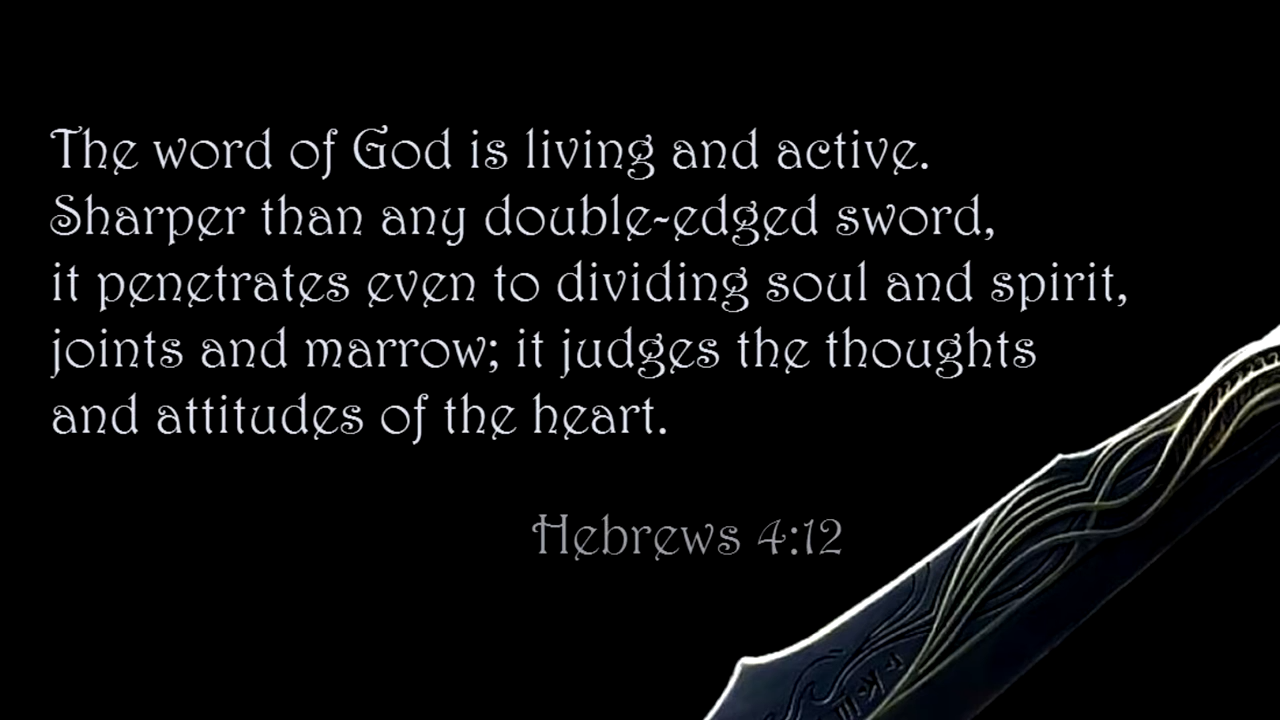 The word of God is living and active.
Sharper than any double-edged sword,
it penetrates even to dividing soul and spirit,
joints and marrow; it judges the thoughts
and attitudes of the heart.
Hebrews 4:12